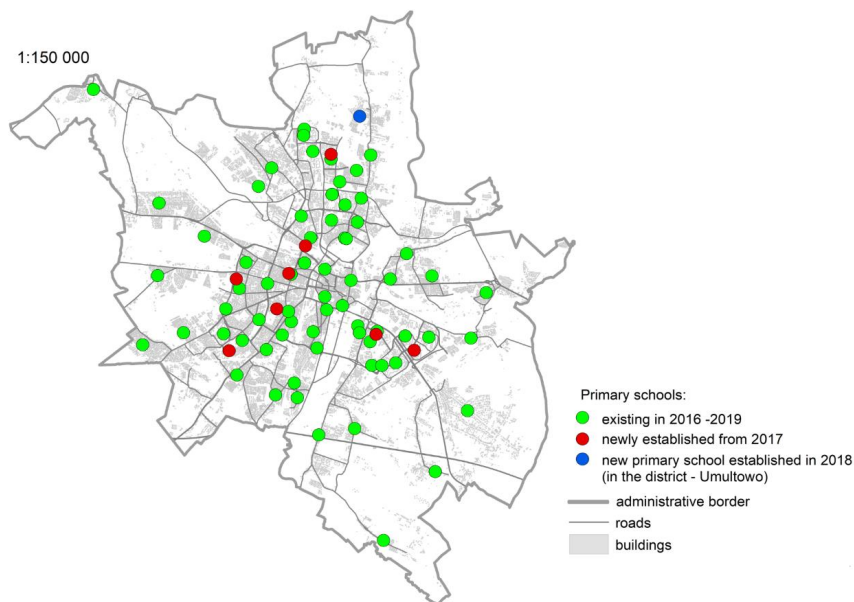 1:150 000
Primary schools:
existing in 2016 -2019
newly established from 2017
new primary school established in 2018
(in the district - Umultowo)
administrative border
roads
buildings